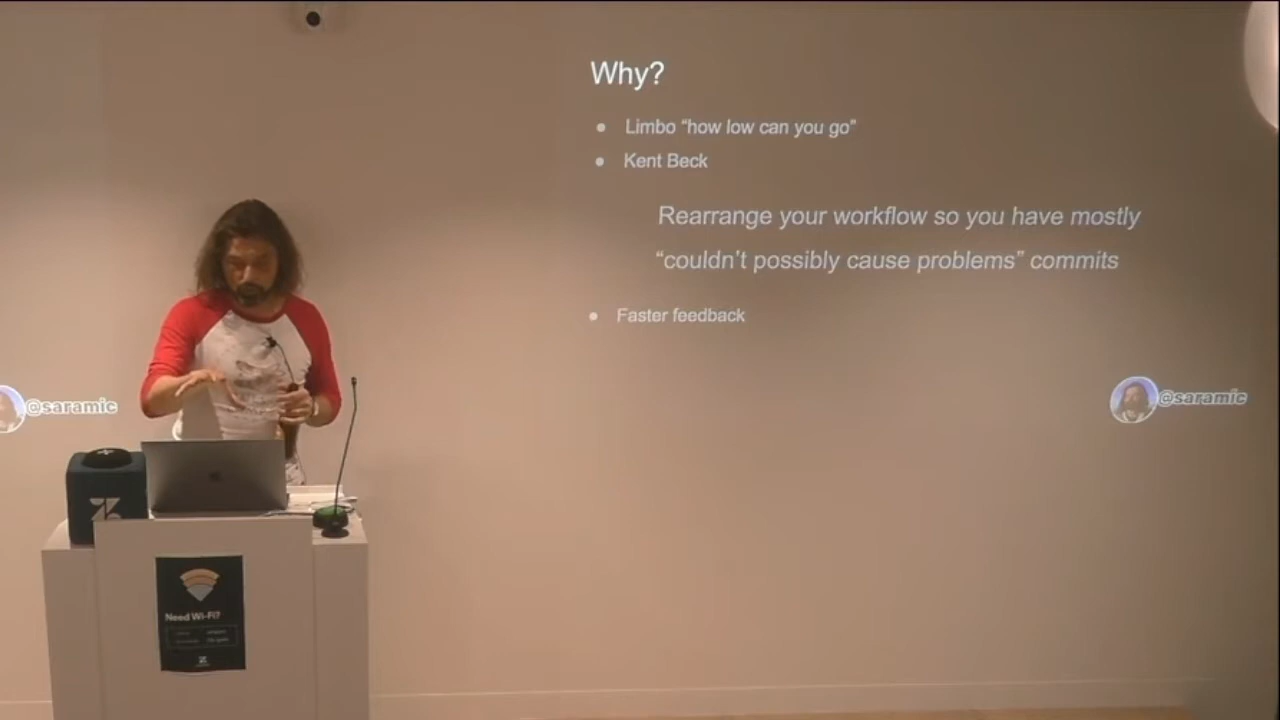 Why?
● Limbo “how low can you go”
● Kent Beck
Rearrange your workflow so you have mostly
“couldn’t possibly cause problems” commits
● Faster feedback
@saramic
@saramic
Need Wi-Fi?